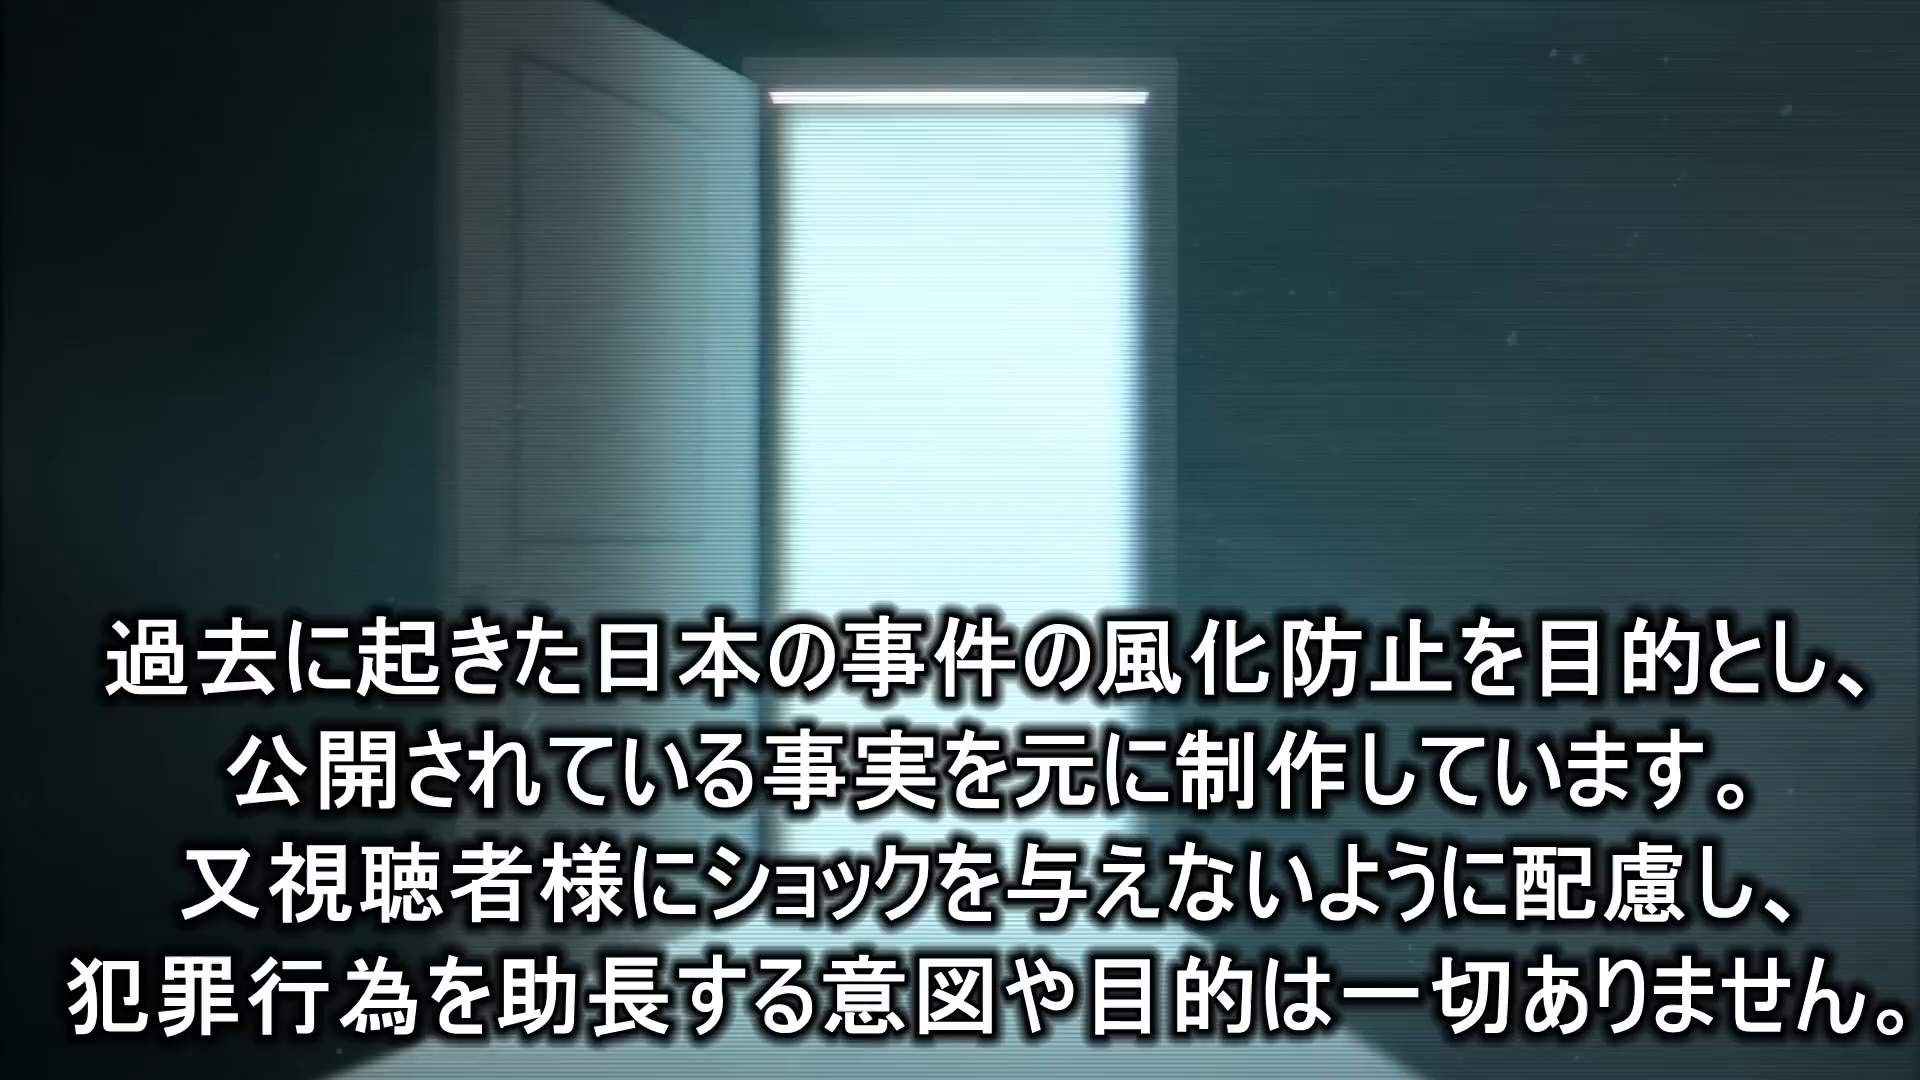 過去に起きた日本の事件の風化防止を目的とし、
公開されている事実を元に制作しています。
又視聴者様にショックを与えないように配慮し、
犯罪行為を助長する意図や目的は一切ありません。